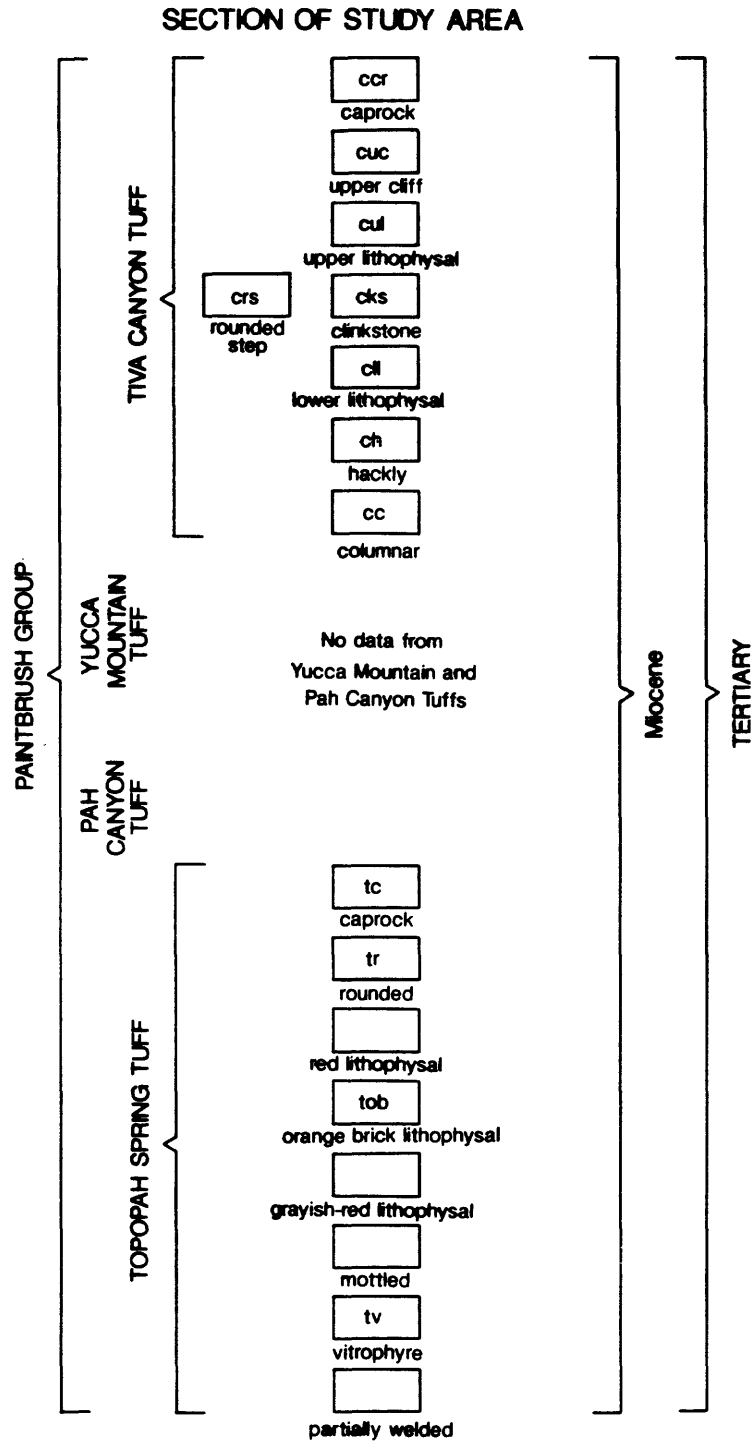 SECTION OF STUDY AREA
PAINTBRUSH GROUP
TIVA CANYON TUFF
ccr
caprock
cuc
upper cliff
cul
upper lithophysal
crs
rounded
step
cks
clinkstone
cll
lower lithophysal
ch
hackly
cc
columnar
YUCCA
MOUNTAIN
TUFF
No data from
Yucca Mountain and
Pah Canyon Tuffs
PAH
CANYON
TUFF
TOPOPAH SPRING TUFF
tc
caprock
tr
rounded
red lithophysal
tob
orange brick lithophysal
grayish-red lithophysal
mottled
tv
vitrophyre
partially welded
Miocene
TERTIARY